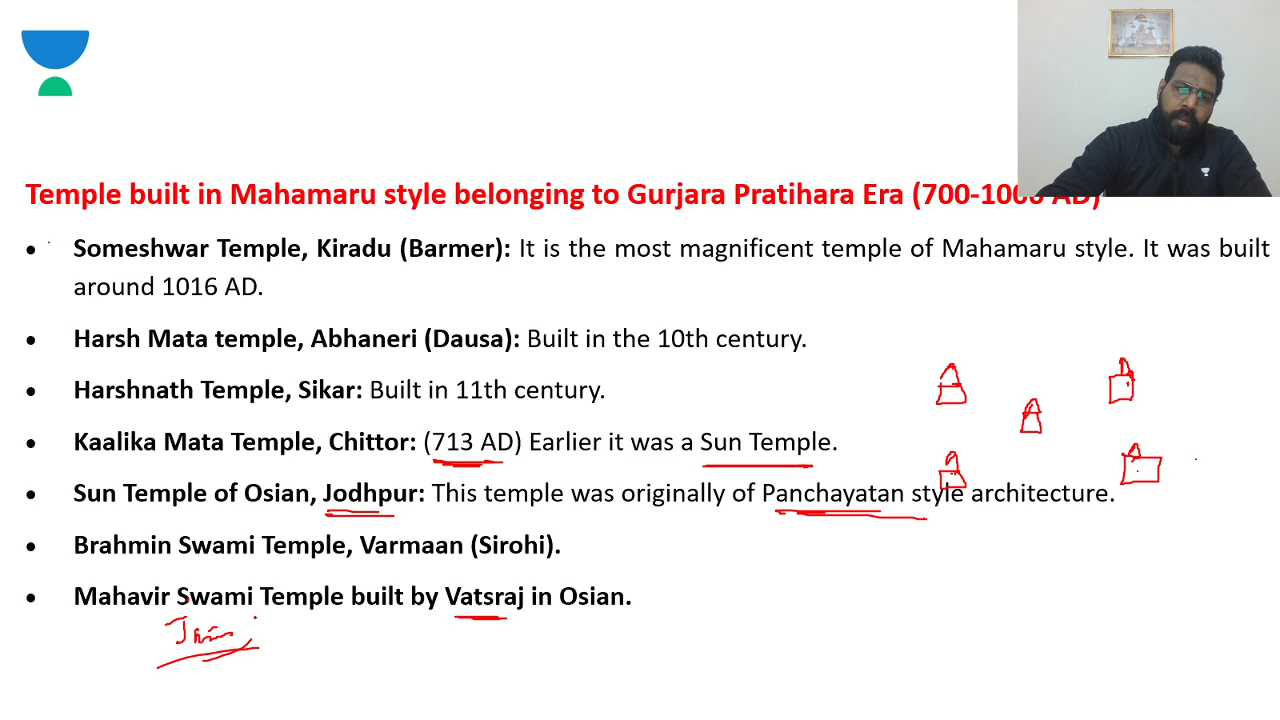 Temple built in Mahamaru style belonging to Gurjara Pratihara Era (700-1000 AD)
• Someshwar Temple, Kiradu (Barmer): It is the most magnificent temple of Mahamaru style. It was built
around 1016 AD.
• Harsh Mata temple, Abhaneri (Dausa): Built in the 10th century.
• Harshnath Temple, Sikar: Built in 11th century.
• Kaalika Mata Temple, Chittor: (713 AD) Earlier it was a Sun Temple.
• Sun Temple of Osian, Jodhpur: This temple was originally of Panchayatan style architecture.
• Brahmin Swami Temple, Varmaan (Sirohi).
• Mahavir Swami Temple built by Vatsraj in Osian.